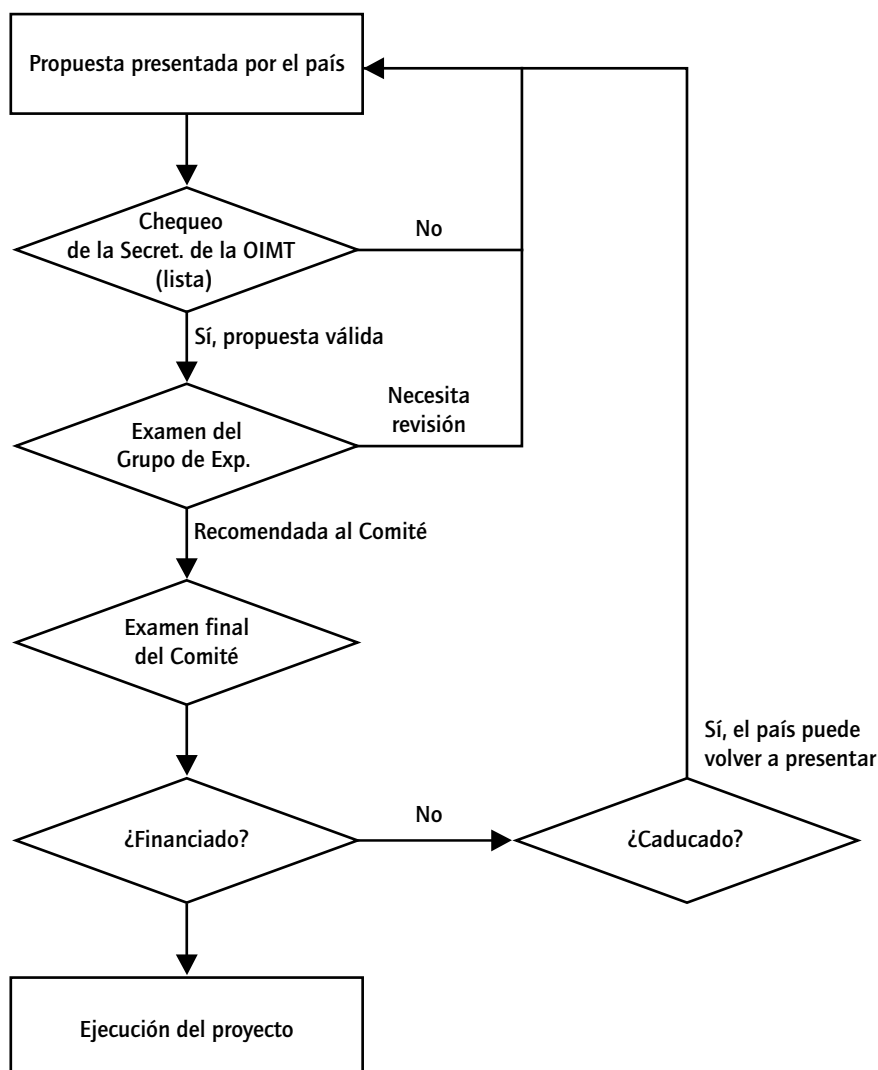 Propuesta presentada por el país
Chequeo
de la Secret. de la OIMT
(lista)
No
Sí, propuesta válida
Necesita
revisión
Examen del
Grupo de Exp.
Recomendada al Comité
Examen final
del Comité
Sí, el país puede
volver a presentar
¿Financiado?
No
¿Caducado?
Ejecución del proyecto